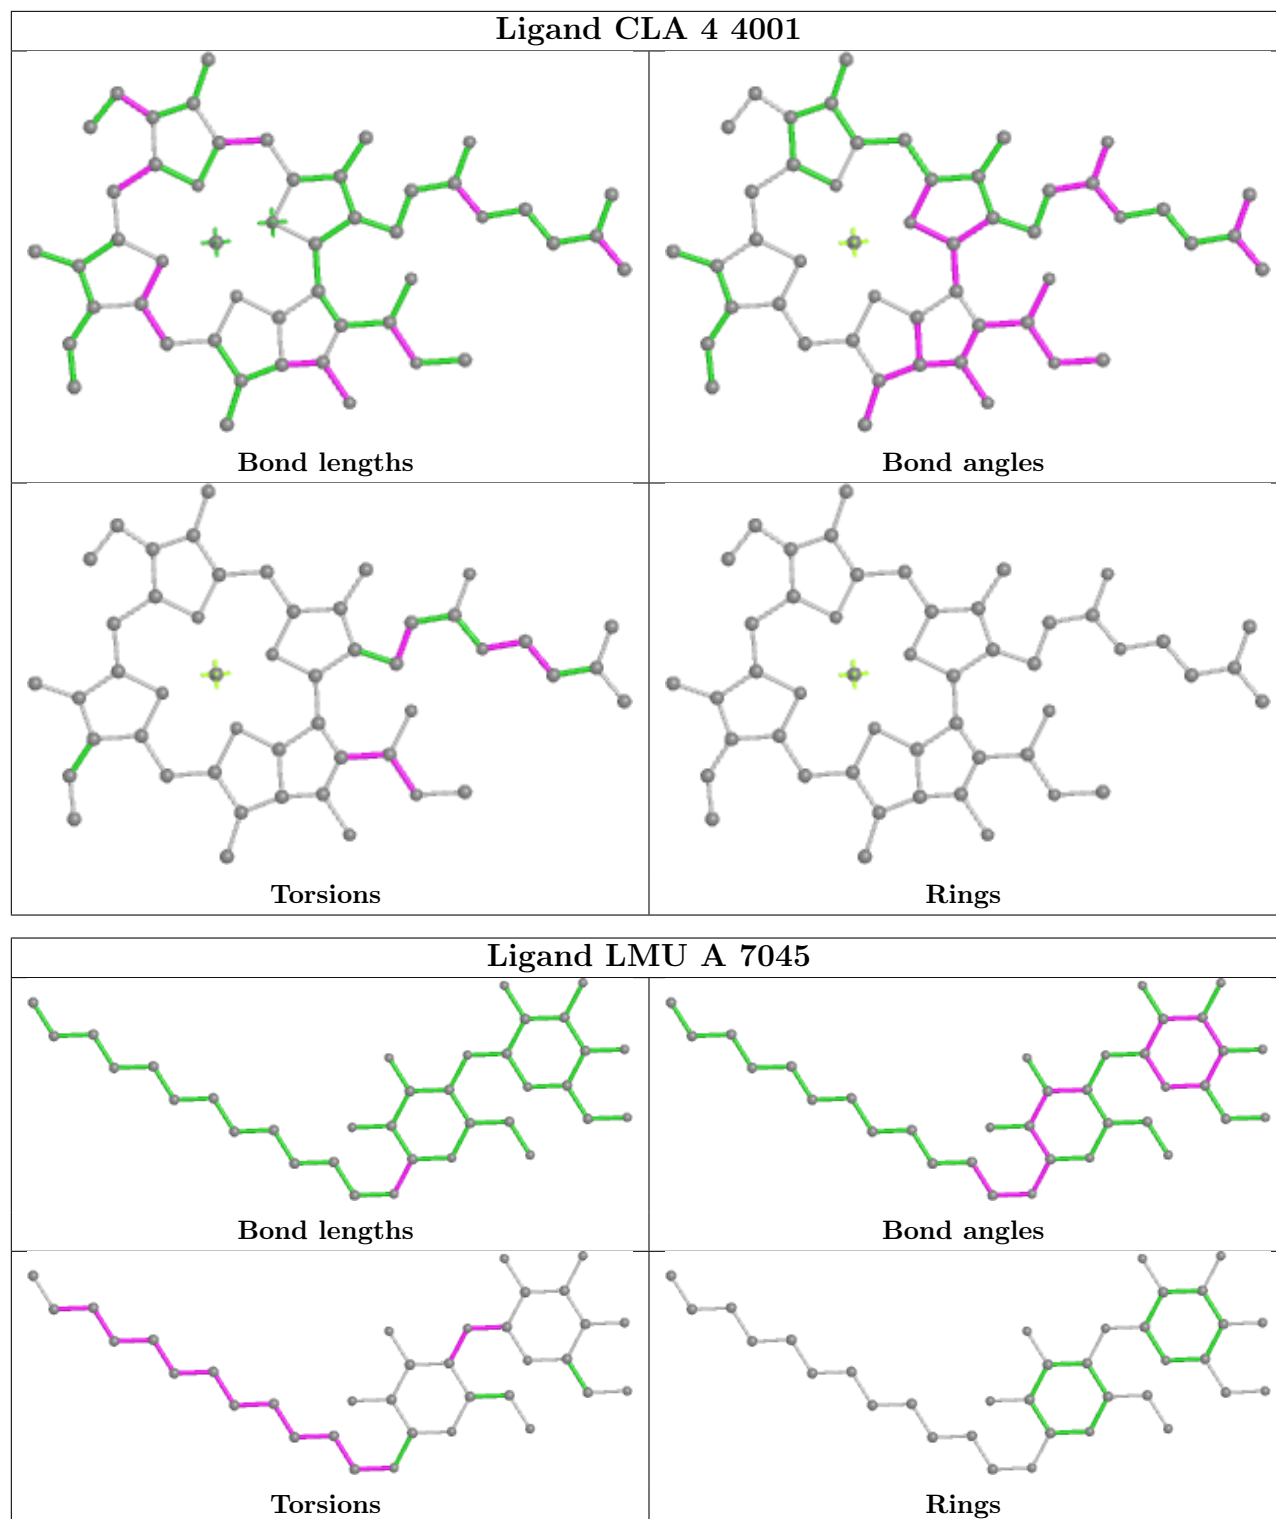 Ligand CLA 4 4001
Bond lengths
Bond angles
Torsions
Rings
Ligand LMU A 7045
Bond lengths
Bond angles
Torsions
Rings